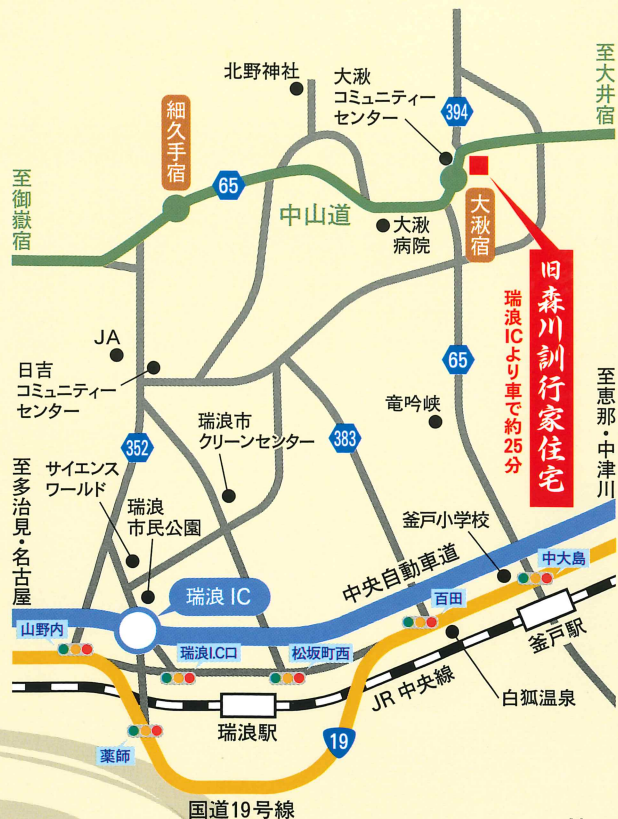 北野神社
大湫
コミュニティー
センター
394
至大井宿
細久手宿
65
中山道
至御嶽宿
大湫
病院
大湫宿
旧森川訓行家住宅
瑞浪ICより車で約25分
JA
日吉
コミュニティー
センター
65
竜吟峡
至恵那・中津川
瑞浪市
クリーンセンター
383
352
サイエンス
ワールド
至多治見・名古屋
瑞浪
市民公園
釜戸小学校
中央自動車道
中大島
瑞浪IC
百田
山野内
瑞浪I.C口
松坂町西
釜戸駅
JR中央線
白狐温泉
瑞浪駅
薬師
19
国道19号線